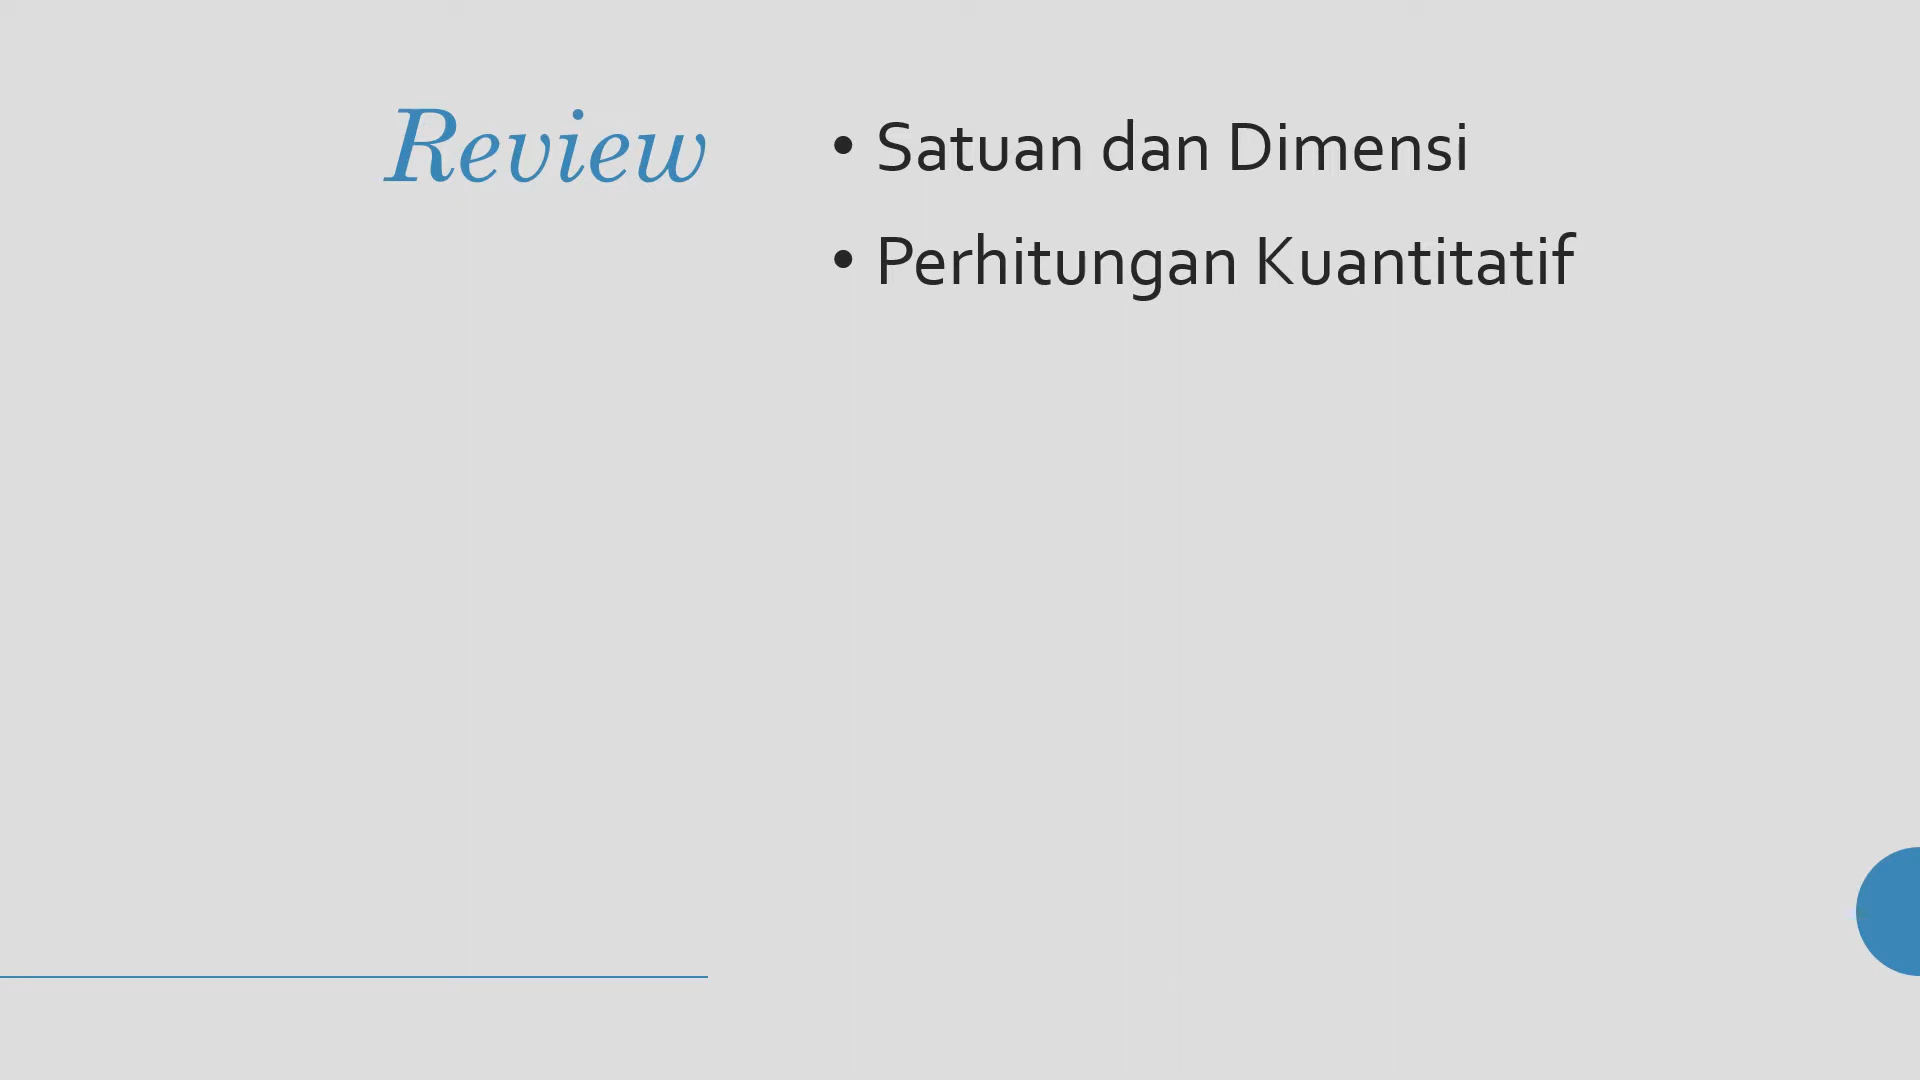 Review
• Satuan dan Dimensi
• Perhitungan Kuantitatif